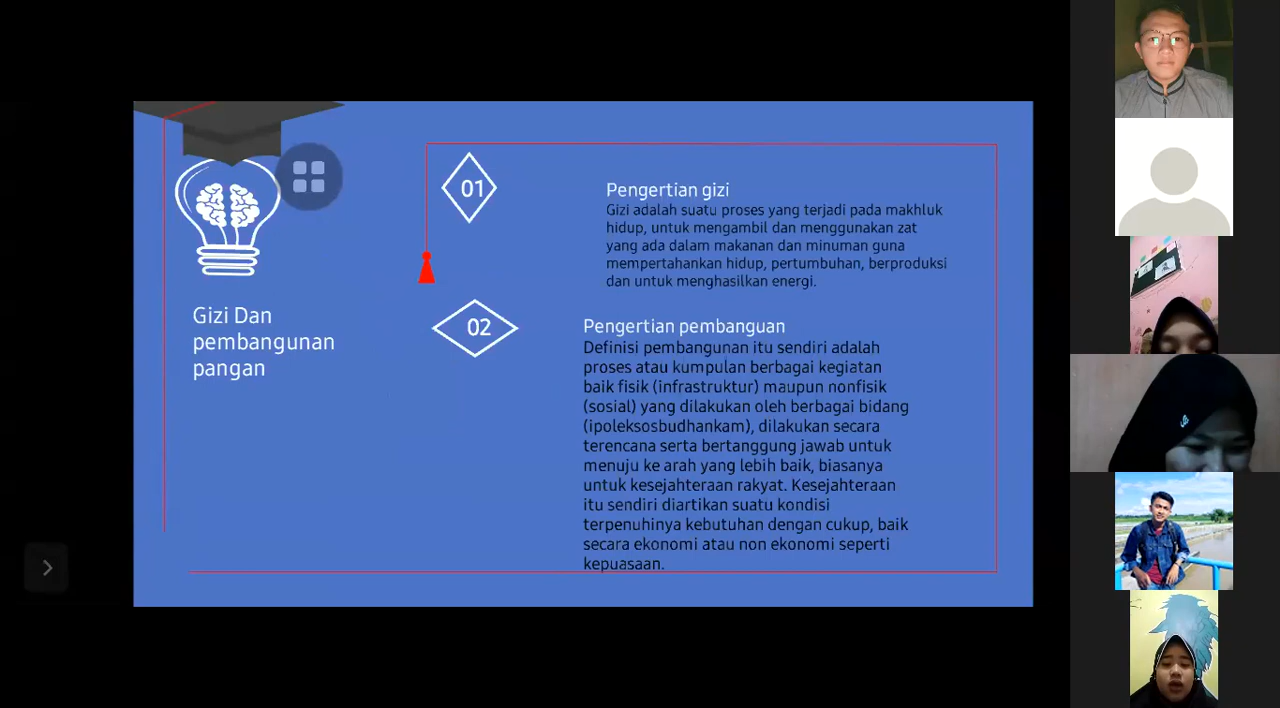 Gizi Dan
pembangunan
pangan
01
Pengertian gizi
Gizi adalah suatu proses yang terjadi pada makhluk
hidup, untuk mengambil dan menggunakan zat
yang ada dalam makanan dan minuman guna
mempertahankan hidup, pertumbuhan, berproduksi
dan untuk menghasilkan energi.
02
Pengertian pembanguan
Definisi pembangunan itu sendiri adalah
proses atau kumpulan berbagai kegiatan
baik fisik (infrastruktur) maupun nonfisik
(sosial) yang dilakukan oleh berbagai bidang
(ipoleksosbudhankam), dilakukan secara
terencana serta bertanggung jawab untuk
menuju ke arah yang lebih baik, biasanya
untuk kesejahteraan rakyat. Kesejahteraan
itu sendiri diartikan suatu kondisi
terpenuhinya kebutuhan dengan cukup, baik
secara ekonomi atau non ekonomi seperti
kepuasaan.